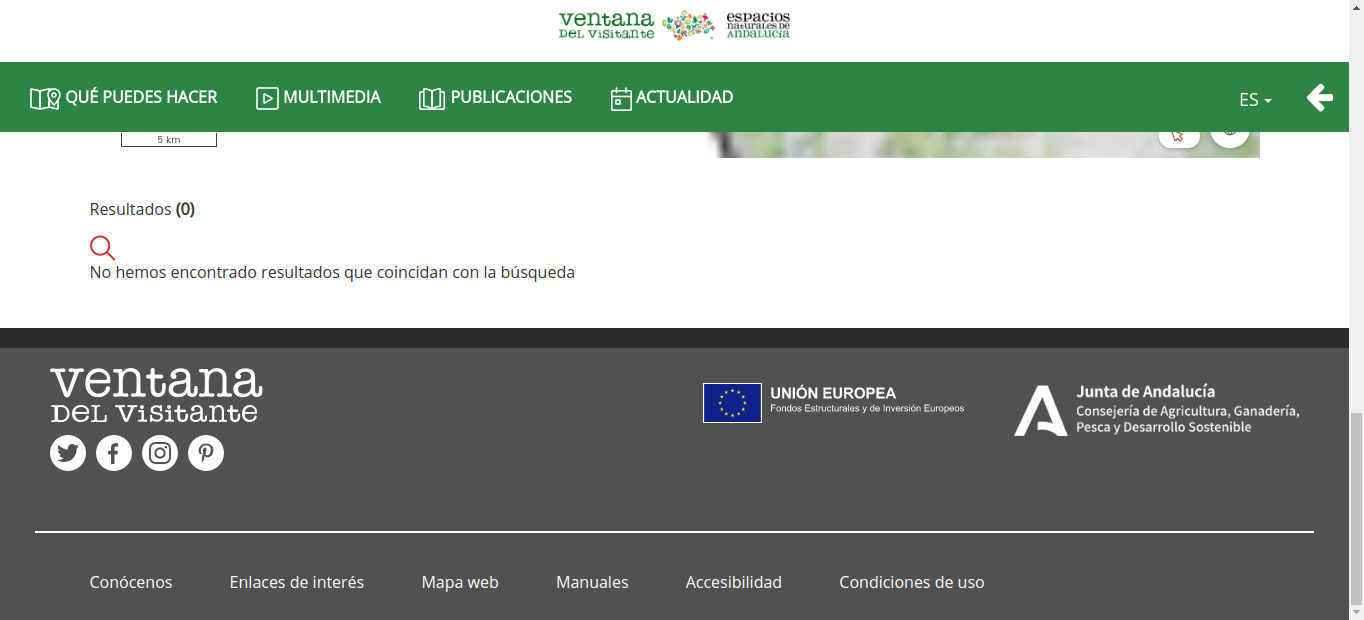 ventana
DEL VISITANTE
espacios
naturales de
ANDALUCÍA
QUÉ PUEDES HACER
MULTIMEDIA
PUBLICACIONES
ACTUALIDAD
ES
5 km
Resultados (0)
No hemos encontrado resultados que coincidan con la búsqueda
ventana
DEL VISITANTE
UNIÓN EUROPEA
Fondos Estructurales y de Inversión Europeos
Junta de Andalucía
Consejería de Agricultura, Ganadería,
Pesca y Desarrollo Sostenible
Conócenos
Enlaces de interés
Mapa web
Manuales
Accesibilidad
Condiciones de uso